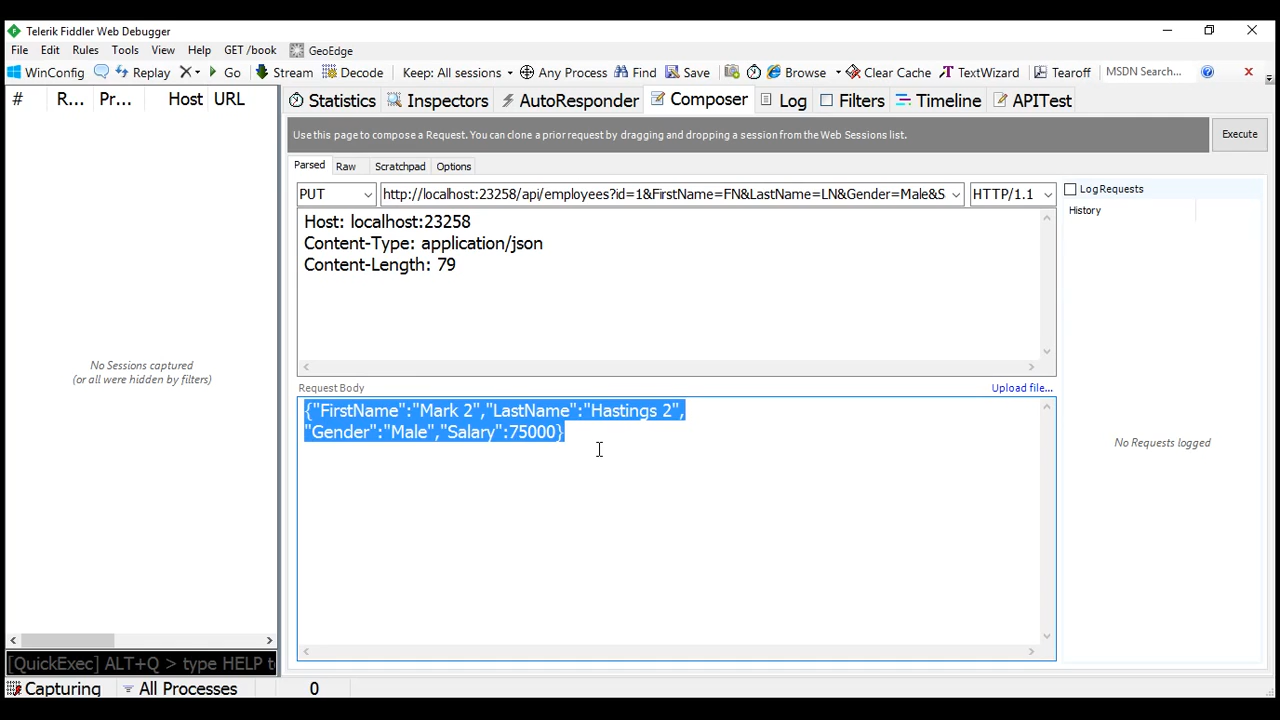 Telerik Fiddler Web Debugger
File Edit Rules Tools View Help GET /book GeoEdge
WinConfig Replay Go Stream Decode Keep: All sessions Any Process Find Save Browse Clear Cache TextWizard Tearoff MSDN Search...
# R... Pr... Host URL
Statistics Inspectors AutoResponder Composer Log Filters Timeline APITest
Use this page to compose a Request. You can clone a prior request by dragging and dropping a session from the Web Sessions list.
Execute
Parsed Raw Scratchpad Options
PUT http://localhost:23258/api/employees?id=1&FirstName=FN&LastName=LN&Gender=Male&S HTTP/1.1
Log Requests
History
Host: localhost:23258
Content-Type: application/json
Content-Length: 79
No Sessions captured
(or all were hidden by filters)
Request Body Upload file...
{"FirstName":"Mark 2","LastName":"Hastings 2",
"Gender":"Male","Salary":75000}
No Requests logged
[QuickExec] ALT+Q > type HELP to
Capturing All Processes 0